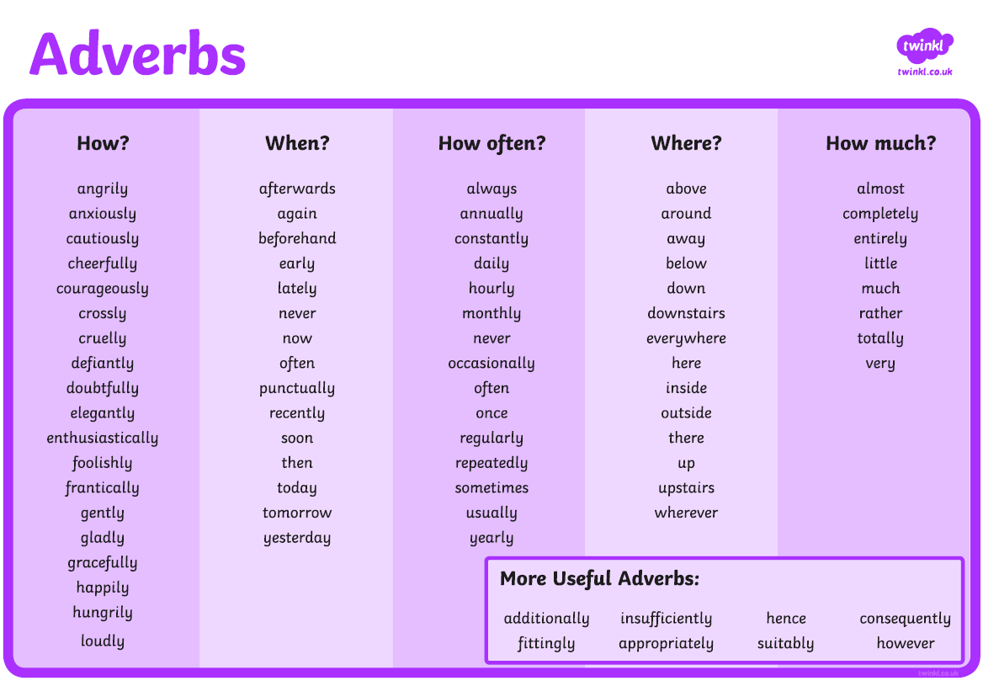 Adverbs
twinkl
twinkl.co.uk
How?
angrily
anxiously
cautiously
cheerfully
courageously
crossly
cruelly
defiantly
doubtfully
elegantly
enthusiastically
foolishly
frantically
gently
gladly
gracefully
happily
hungrily
loudly
When?
afterwards
again
beforehand
early
lately
never
now
often
punctually
recently
soon
then
today
tomorrow
yesterday
How often?
always
annually
constantly
daily
hourly
monthly
never
occasionally
often
once
regularly
repeatedly
sometimes
usually
yearly
Where?
above
around
away
below
down
downstairs
everywhere
here
inside
outside
there
up
upstairs
wherever
How much?
almost
completely
entirely
little
much
rather
totally
very
More Useful Adverbs:
additionally insufficiently hence consequently
fittingly appropriately suitably however
twinkl.co.uk